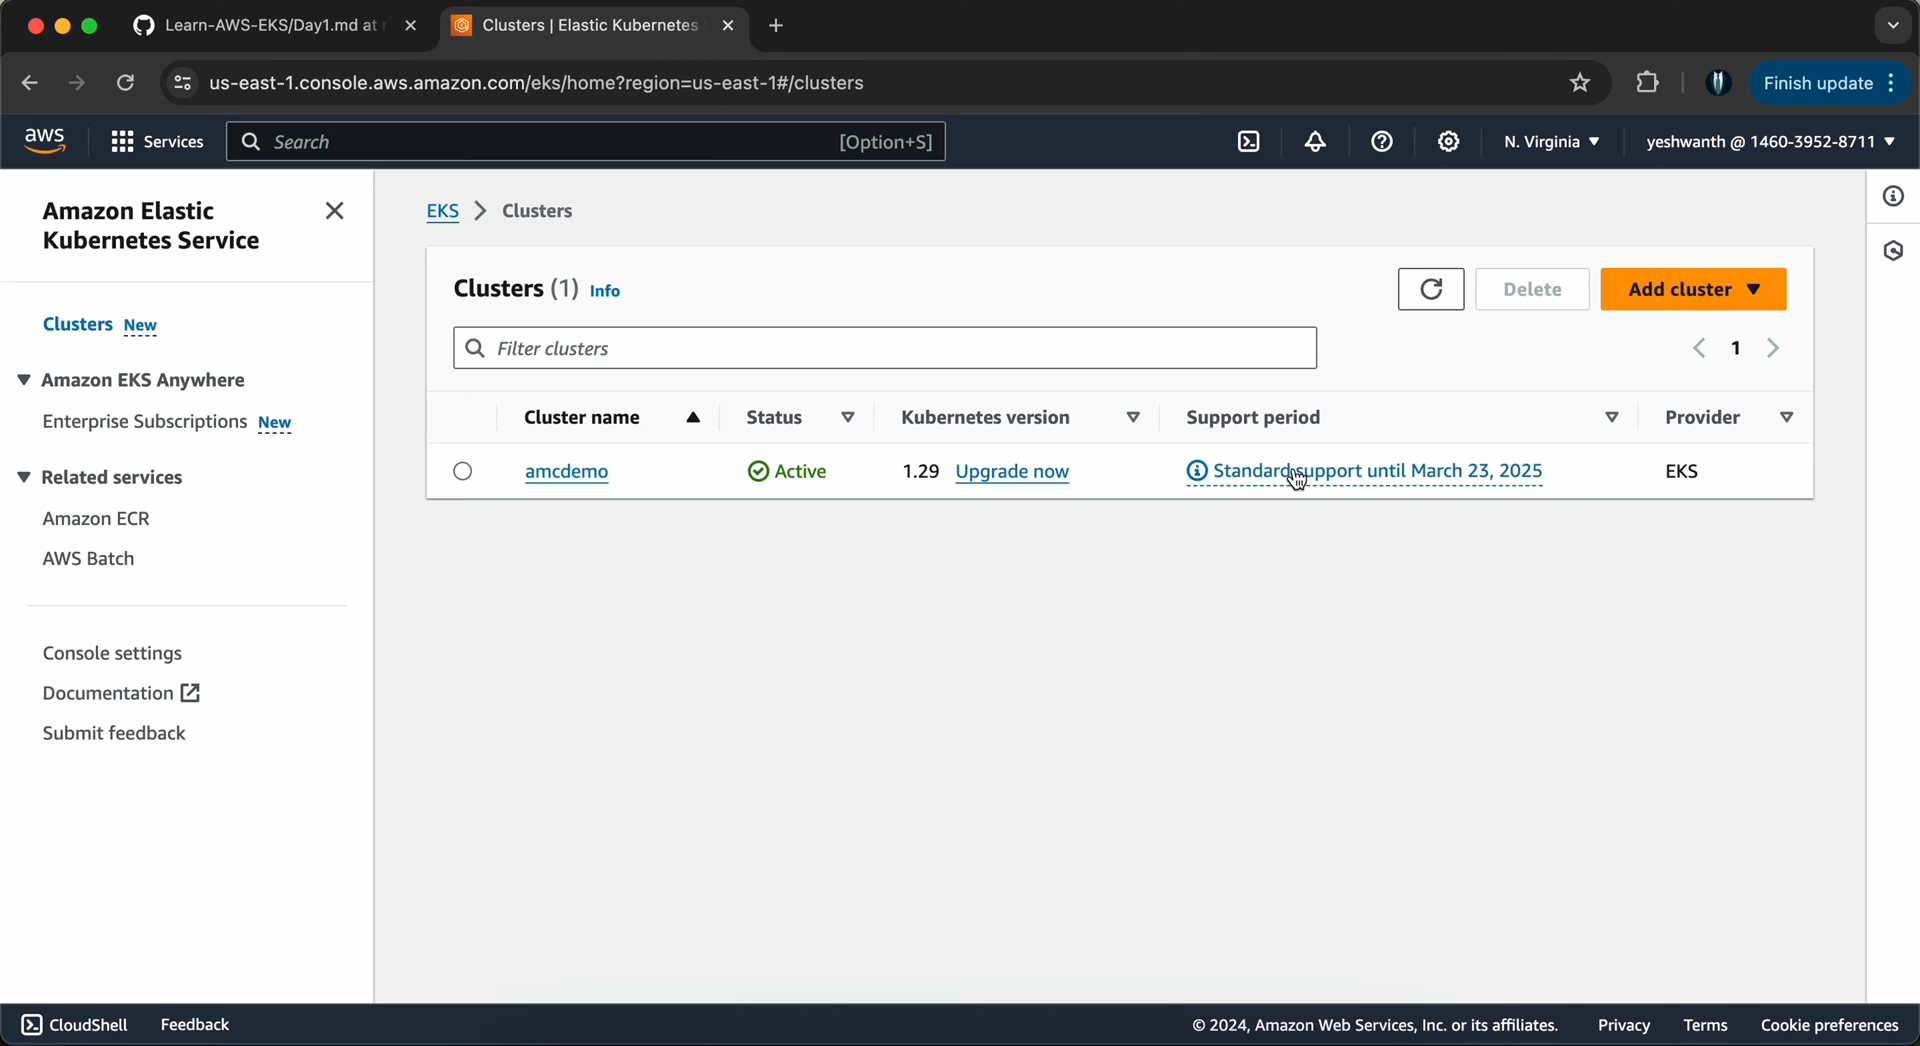 Learn-AWS-EKS/Day1.md at
Clusters | Elastic Kubernetes
us-east-1.console.aws.amazon.com/eks/home?region=us-east-1#/clusters
Finish update
aws
Services
Search
[Option+S]
N. Virginia
yeshwanth @ 1460-3952-8711
Amazon Elastic
Kubernetes Service
Clusters New
Amazon EKS Anywhere
Enterprise Subscriptions New
Related services
Amazon ECR
AWS Batch
Console settings
Documentation
Submit feedback
EKS > Clusters
Clusters (1) Info
Delete
Add cluster
Filter clusters
1
Cluster name Status Kubernetes version Support period Provider
amcdemo Active 1.29 Upgrade now Standard support until March 23, 2025 EKS
CloudShell Feedback © 2024, Amazon Web Services, Inc. or its affiliates. Privacy Terms Cookie preferences